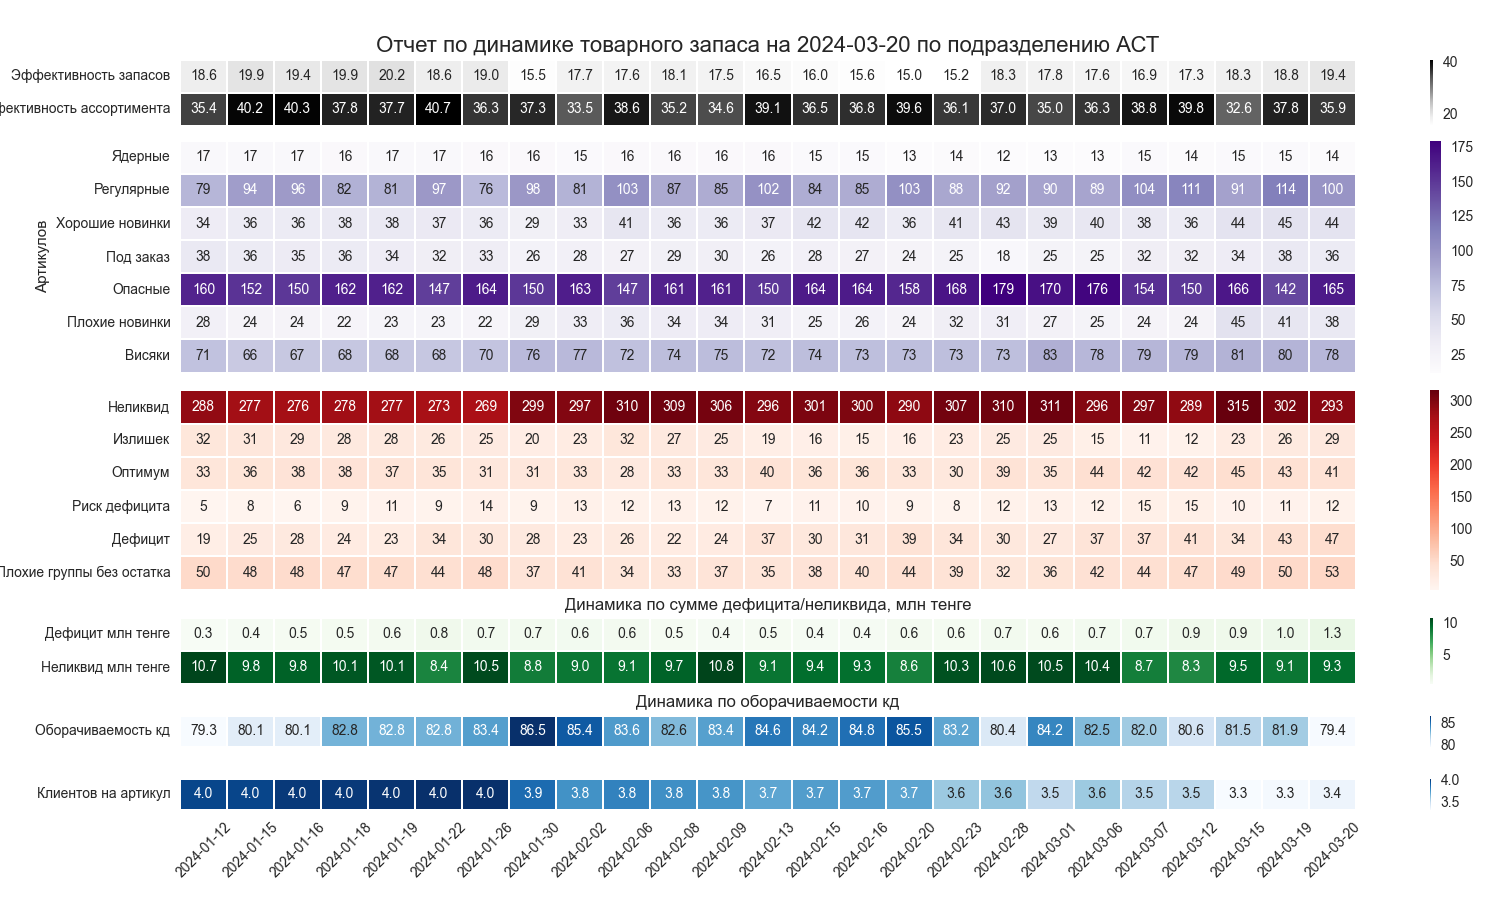 Отчет по динамике товарного запаса на 2024-03-20 по подразделению АСТ
Эффективность запасов 18.6 19.9 19.4 19.9 20.2 18.6 19.0 15.5 17.7 17.6 18.1 17.5 16.5 16.0 15.6 15.0 15.2 18.3 17.8 17.6 16.9 17.3 18.3 18.8 19.4
фективность ассортимента 35.4 40.2 40.3 37.8 37.7 40.7 36.3 37.3 33.5 38.6 35.2 34.6 39.1 36.5 36.8 39.6 36.1 37.0 35.0 36.3 38.8 39.8 32.6 37.8 35.9
40
20
Артикулов
Ядерные 17 17 17 16 17 17 16 16 15 16 16 16 16 15 15 13 14 12 13 13 15 14 15 15 14
Регулярные 79 94 96 82 81 97 76 98 81 103 87 85 102 84 85 103 88 92 90 89 104 111 91 114 100
Хорошие новинки 34 36 36 38 38 37 36 29 33 41 36 36 37 42 42 36 41 43 39 40 38 36 44 45 44
Под заказ 38 36 35 36 34 32 33 26 28 27 29 30 26 28 27 24 25 18 25 25 32 32 34 38 36
Опасные 160 152 150 162 162 147 164 150 163 147 161 161 150 164 164 158 168 179 170 176 154 150 166 142 165
Плохие новинки 28 24 24 22 23 23 22 29 33 36 34 34 31 25 26 24 32 31 27 25 24 24 45 41 38
Висяки 71 66 67 68 68 68 70 76 77 72 74 75 72 74 73 73 73 73 83 78 79 79 81 80 78
175
150
125
100
75
50
25
Неликвид 288 277 276 278 277 273 269 299 297 310 309 306 296 301 300 290 307 310 311 296 297 289 315 302 293
Излишек 32 31 29 28 28 26 25 20 23 32 27 25 19 16 15 16 23 25 25 15 11 12 23 26 29
Оптимум 33 36 38 38 37 35 31 31 33 28 33 33 40 36 36 33 30 39 35 44 42 42 45 43 41
Риск дефицита 5 8 6 9 11 9 14 9 13 12 13 12 7 11 10 9 8 12 13 12 15 15 10 11 12
Дефицит 19 25 28 24 23 34 30 28 23 26 22 24 37 30 31 39 34 30 27 37 37 41 34 43 47
Плохие группы без остатка 50 48 48 47 47 44 48 37 41 34 33 37 35 38 40 44 39 32 36 42 44 47 49 50 53
300
250
200
150
100
50
Динамика по сумме дефицита/неликвида, млн тенге
Дефицит млн тенге 0.3 0.4 0.5 0.5 0.6 0.8 0.7 0.7 0.6 0.6 0.5 0.4 0.5 0.4 0.4 0.6 0.6 0.7 0.6 0.7 0.7 0.9 0.9 1.0 1.3
Неликвид млн тенге 10.7 9.8 9.8 10.1 10.1 8.4 10.5 8.8 9.0 9.1 9.7 10.8 9.1 9.4 9.3 8.6 10.3 10.6 10.5 10.4 8.7 8.3 9.5 9.1 9.3
10
5
Динамика по оборачиваемости кд
Оборачиваемость кд 79.3 80.1 80.1 82.8 82.8 82.8 83.4 86.5 85.4 83.6 82.6 83.4 84.6 84.2 84.8 85.5 83.2 80.4 84.2 82.5 82.0 80.6 81.5 81.9 79.4
85
80
Клиентов на артикул 4.0 4.0 4.0 4.0 4.0 4.0 4.0 3.9 3.8 3.8 3.8 3.8 3.7 3.7 3.7 3.7 3.6 3.6 3.5 3.6 3.5 3.5 3.3 3.3 3.4
4.0
3.5
2024-01-12 2024-01-15 2024-01-16 2024-01-18 2024-01-19 2024-01-22 2024-01-26 2024-01-30 2024-02-02 2024-02-06 2024-02-08 2024-02-09 2024-02-13 2024-02-15 2024-02-16 2024-02-20 2024-02-23 2024-02-28 2024-03-01 2024-03-06 2024-03-07 2024-03-12 2024-03-15 2024-03-19 2024-03-20